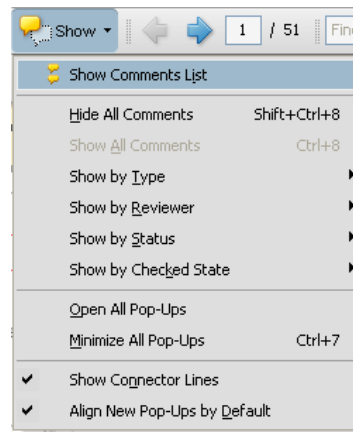 Show 1 / 51 Fin
Show Comments List
Hide All Comments Shift+Ctrl+8
Show All Comments Ctrl+8
Show by Type
Show by Reviewer
Show by Status
Show by Checked State
Open All Pop-Ups
Minimize All Pop-Ups Ctrl+7
Show Connector Lines
Align New Pop-Ups by Default